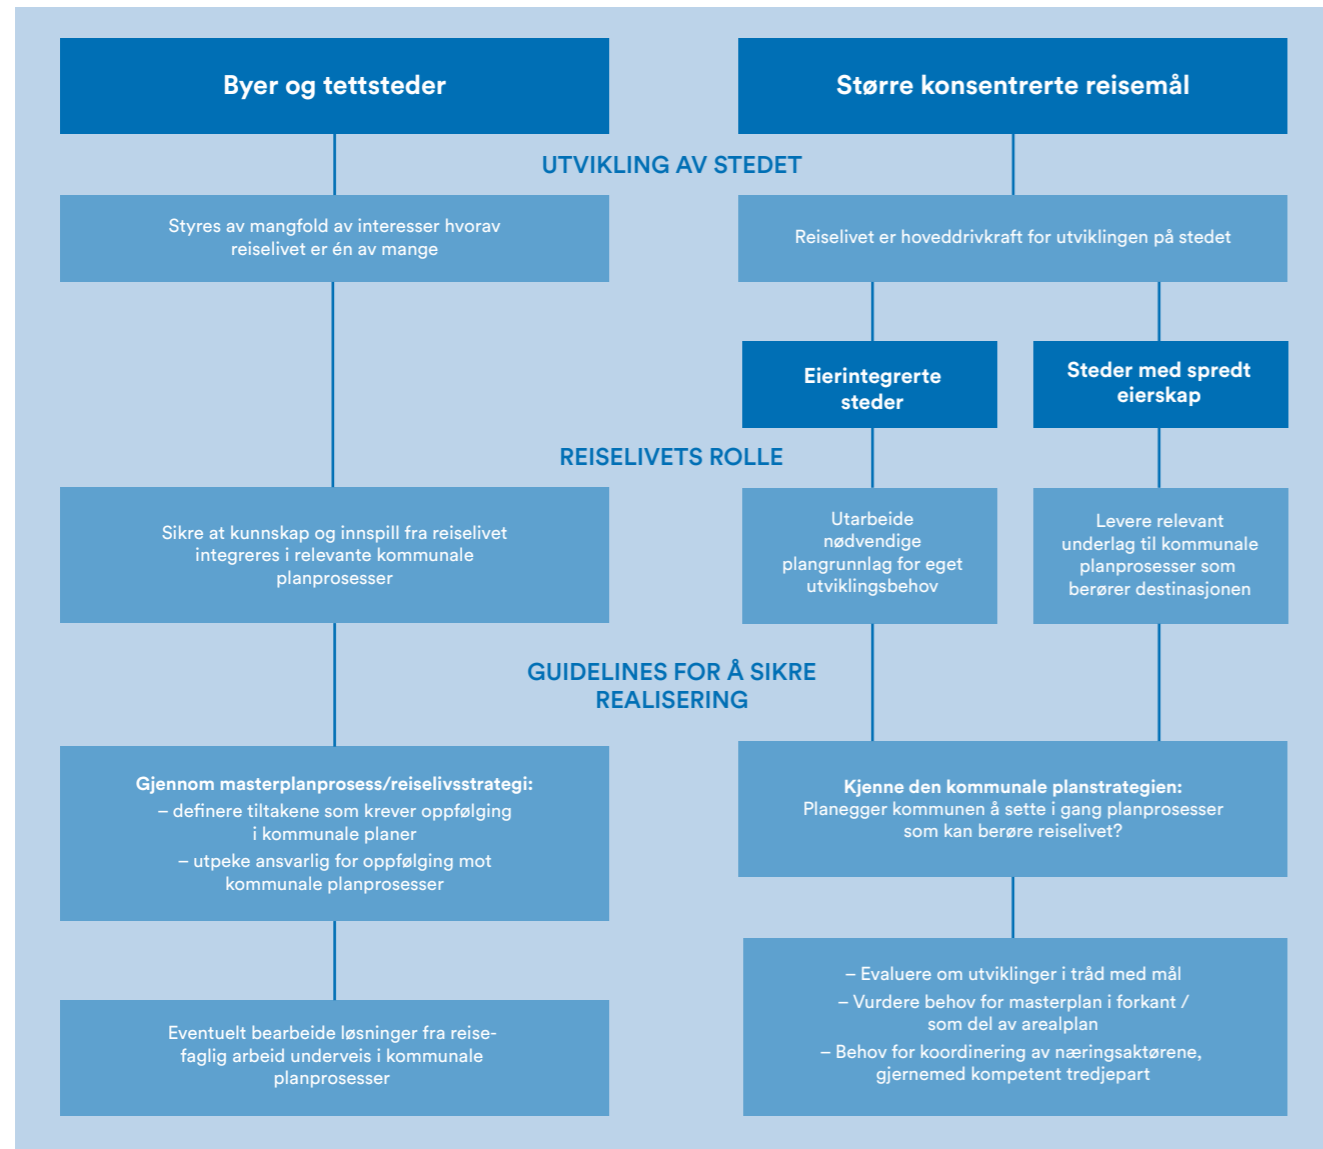 Byer og tettsteder
Større konsentrerte reisemål
UTVIKLING AV STEDET
Styres av mangfold av interesser hvorav
reiselivet er én av mange
Reiselivet er hoveddrivkraft for utviklingen på stedet
Eierintegrerte
steder
Steder med spredt
eierskap
REISELIVETS ROLLE
Sikre at kunnskap og innspill fra reiselivet
integreres i relevante kommunale
planprosesser
Utarbeide
nødvendige
plangrunnlag for eget
utviklingsbehov
Levere relevant
underlag til kommunale
planprosesser som
berører destinasjonen
GUIDELINES FOR Å SIKRE
REALISERING
Gjennom masterplanprosess/reiselivsstrategi:
– definere tiltakene som krever oppfølging
i kommunale planer
– utpeke ansvarlig for oppfølging mot
kommunale planprosesser
Kjenne den kommunale planstrategien:
Planegger kommunen å sette i gang planprosesser
som kan berøre reiselivet?
Eventuelt bearbeide løsninger fra reise-
faglig arbeid underveis i kommunale
planprosesser
– Evaluere om utviklinger i tråd med mål
– Vurdere behov for masterplan i forkant /
som del av arealplan
– Behov for koordinering av næringsaktørene,
gjernemed kompetent tredjepart